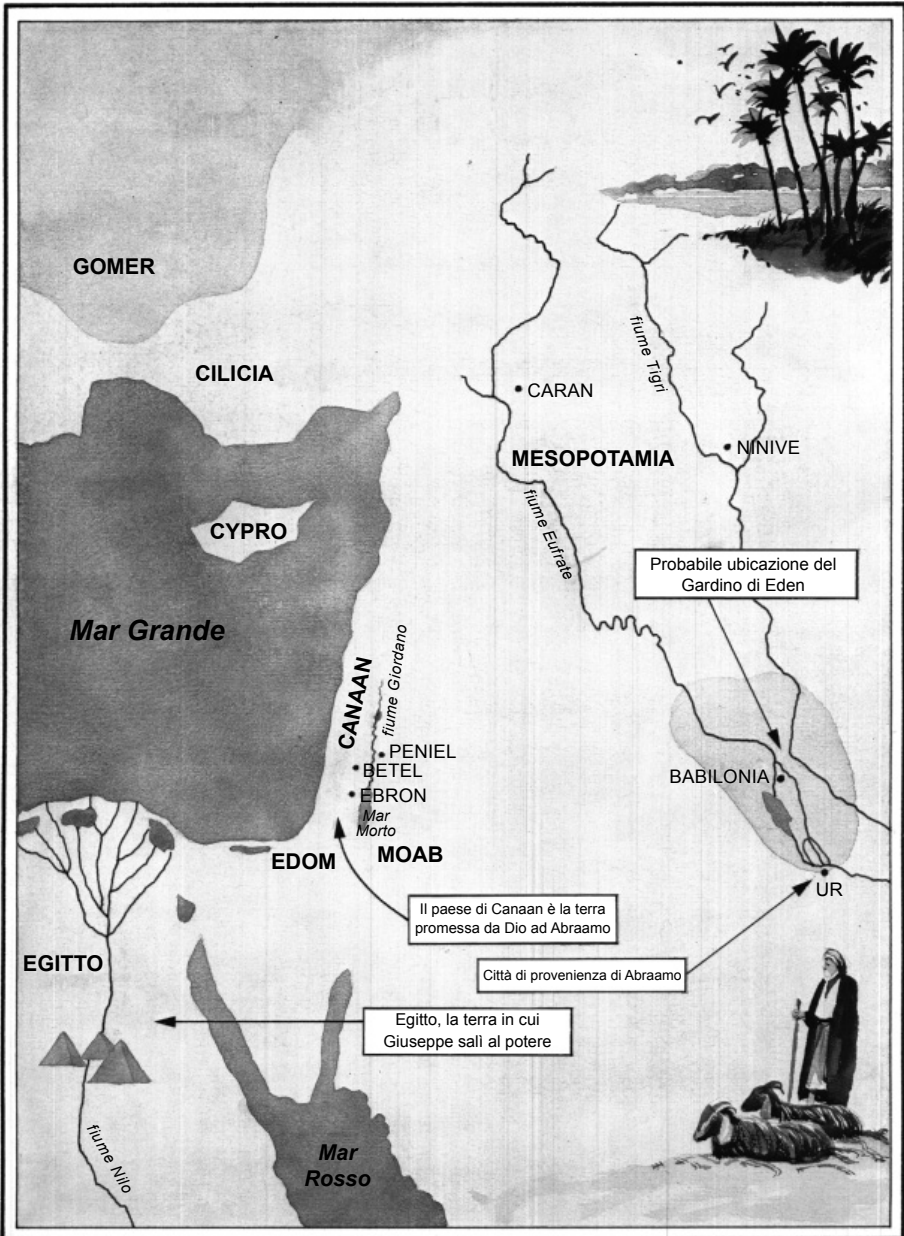 GOMER
CILICIA
fiume Tigri
CARAN
NINIVE
MESOPOTAMIA
CYPRO
fiume Eufrate
Probabile ubicazione del
Gardino di Eden
Mar Grande
CANAAN
fiume Giordano
PENIEL
BETEL
BABILONIA
EBRON
Mar
Morto
EDOM
MOAB
UR
Il paese di Canaan è la terra
promessa da Dio ad Abraamo
EGITTO
Città di provenienza di Abraamo
Egitto, la terra in cui
Giuseppe salì al potere
fiume Nilo
Mar
Rosso